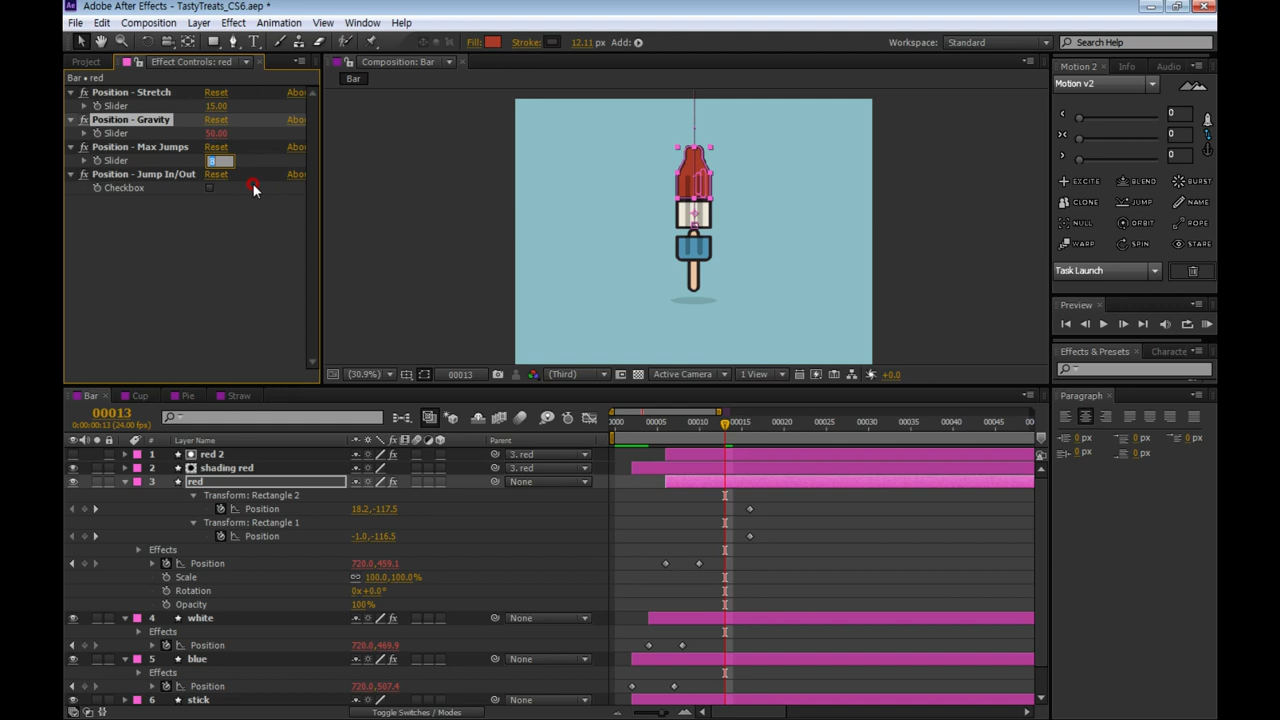 Adobe After Effects - TastyTreats_CS6.aep *
File Edit Composition Layer Effect Animation View Window Help
Fill: Stroke: 12.11 px Add:
Workspace: Standard
Search Help
Project Effect Controls: red
Composition: Bar
Motion 2 Info Audio
Bar • red
Bar
Motion v2
Position - Stretch Reset Abou
Slider 15.00
Position - Gravity Reset Abou
Slider 50.00
Position - Max Jumps Reset Abou
Slider 8
Position - Jump In/Out Reset Abou
Checkbox
0
0
0
EXCITE BLEND BURST
CLONE JUMP NAME
NULL ORBIT ROPE
WARP SPIN STARE
Task Launch
Preview
Effects & Presets Characte
(30.9%) 00013 (Third) Active Camera 1 View +0.0
Bar Cup Pie Straw
Paragraph
00013
0:00:00:13 (24.00 fps)
0000 00005 00010 00015 00020 00025 00030 00035 00040 00045 00
# Layer Name Parent
0 px 0 px 0 px
0 px 0 px
1 red 2 3. red
2 shading red 3. red
3 red None
Transform: Rectangle 2
Position 18.2,-117.5
Transform: Rectangle 1
Position -1.0,-116.5
Effects
Position 720.0,459.1
Scale 100.0,100.0%
Rotation 0x+0.0°
Opacity 100%
4 white None
Effects
Position 720.0,469.9
5 blue None
Effects
Position 720.0,507.4
6 stick None
Toggle Switches / Modes